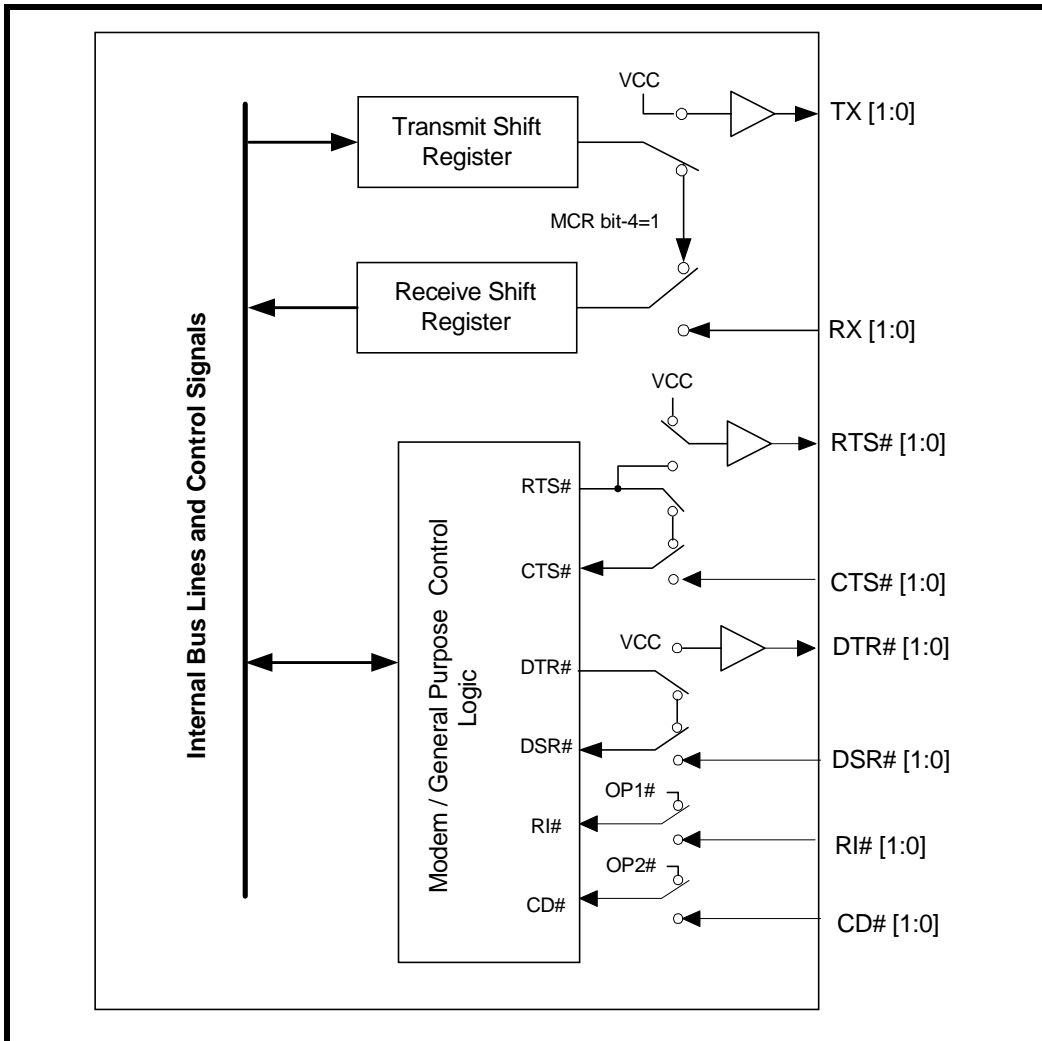 VCC
TX [1:0]
Transmit Shift
Register
MCR bit-4=1
Receive Shift
Register
RX [1:0]
Internal Bus Lines and Control Signals
VCC
RTS# [1:0]
RTS#
CTS#
CTS# [1:0]
Modem / General Purpose Control
Logic
VCC
DTR# [1:0]
DTR#
DSR#
DSR# [1:0]
OP1#
RI#
RI# [1:0]
OP2#
CD#
CD# [1:0]